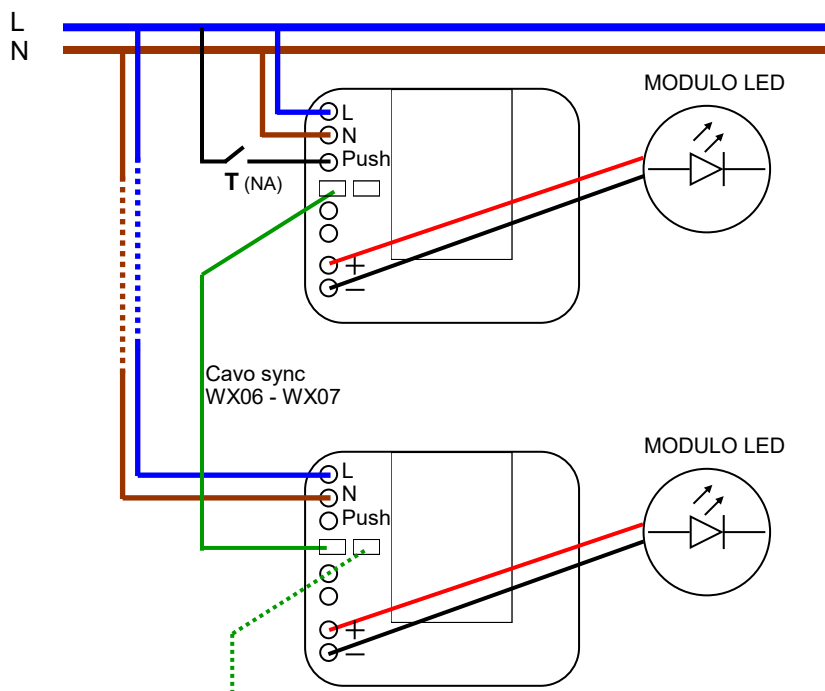 L
N
MODULO LED
L
N
Push
T (NA)
+
–
Cavo sync
WX06 - WX07
MODULO LED
L
N
Push
+
–